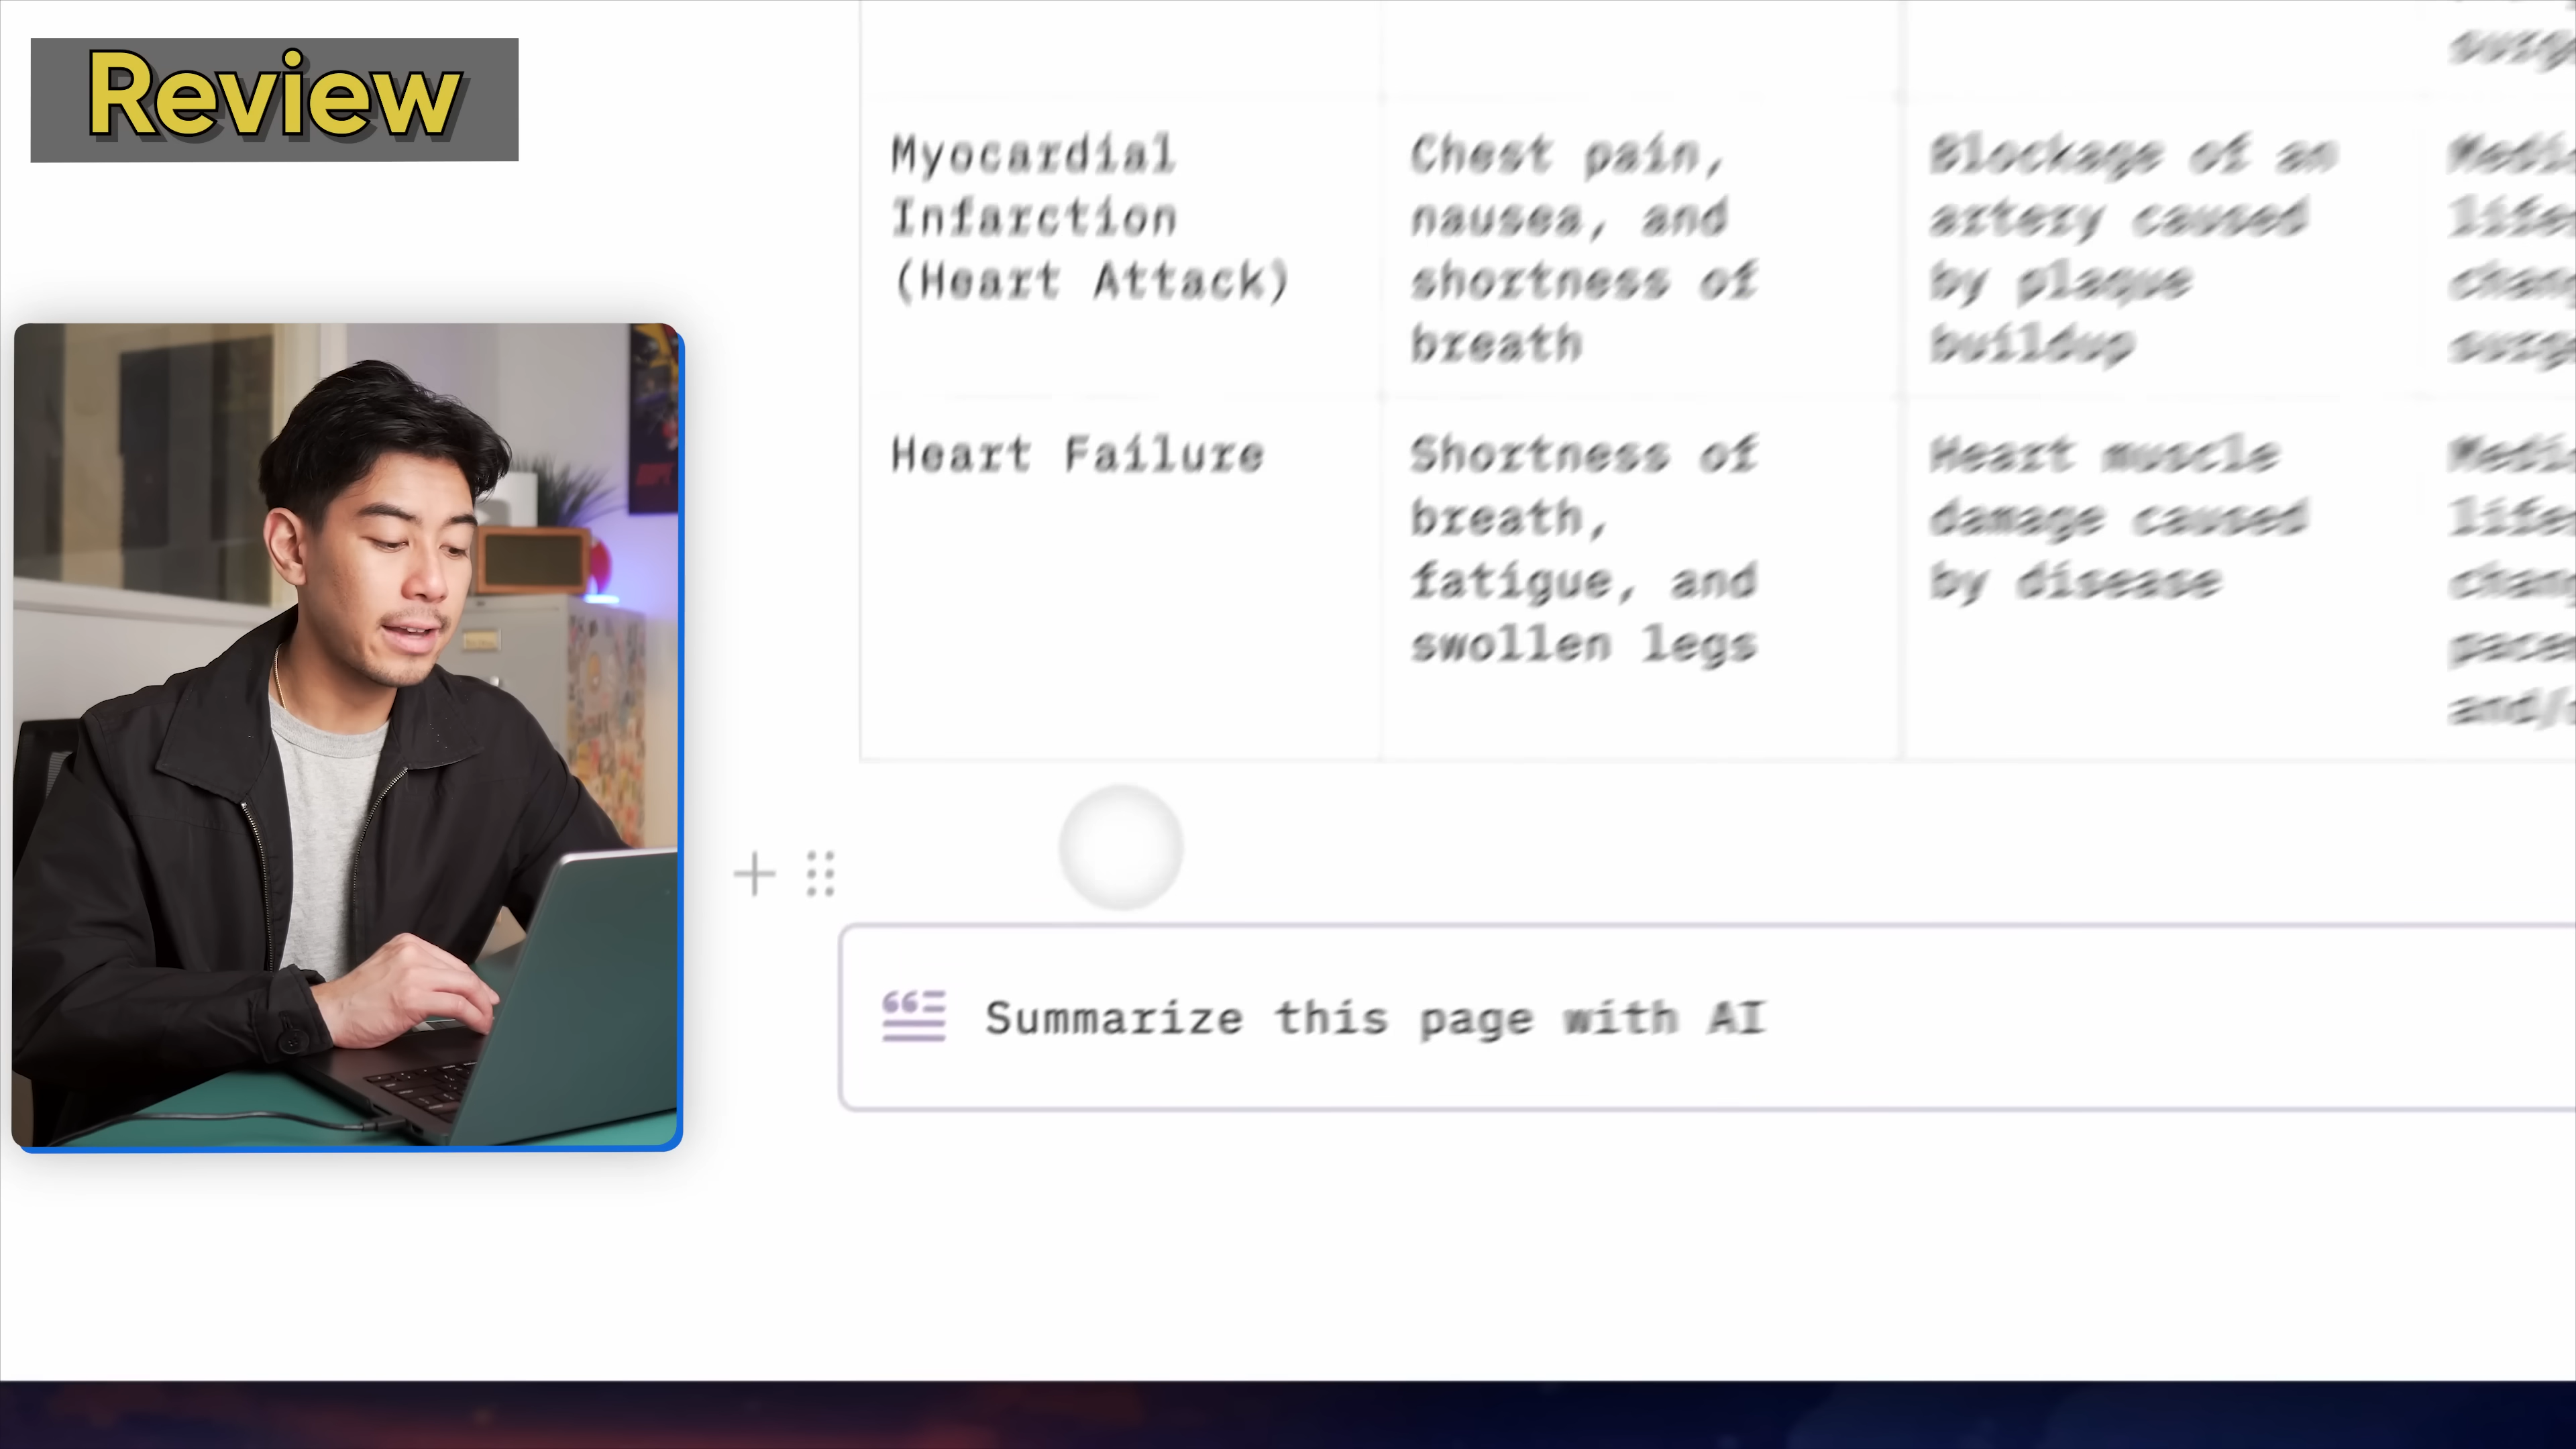 Review
Myocardial
Infarction
(Heart Attack)
Chest pain,
nausea, and
shortness of
breath
Blockage of an
artery caused
by plaque
buildup
Heart Failure
Shortness of
breath,
fatigue, and
swollen legs
Heart muscle
damage caused
by disease
and/
Summarize this page with AI